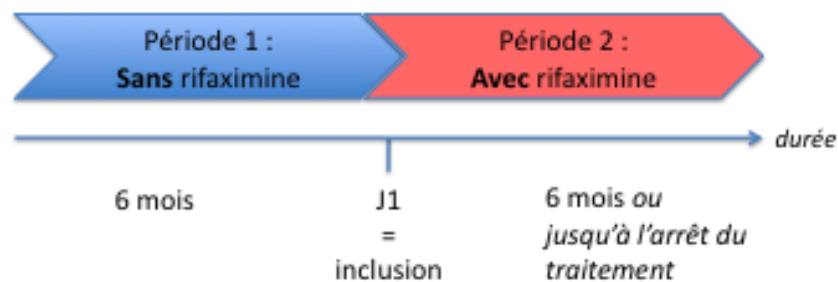 Période 1 :
Sans rifaximine
Période 2 :
Avec rifaximine
durée
6 mois
J1
=
inclusion
6 mois ou
jusqu'à l'arrêt du
traitement